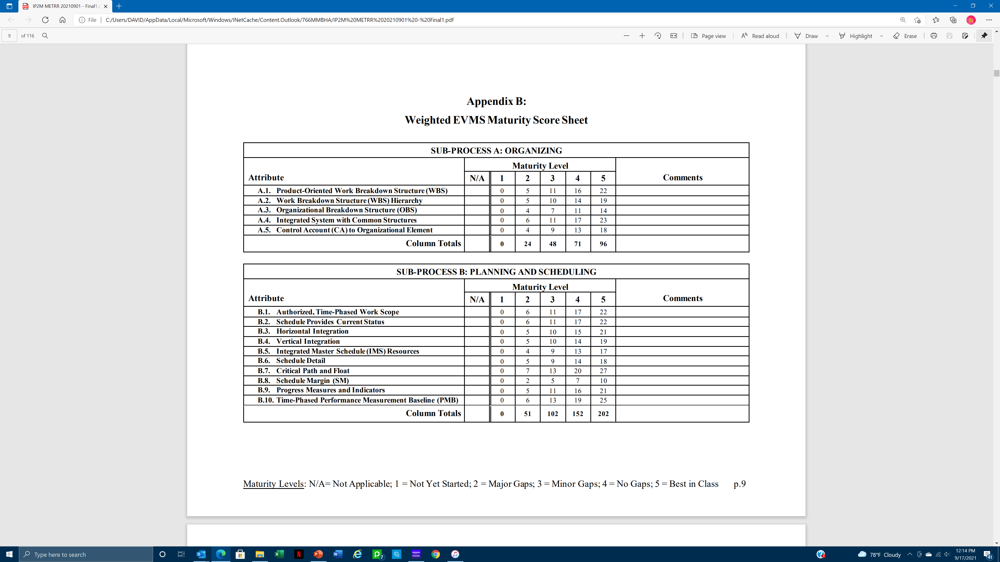 IP2M METRR 20210901 - Final1.p
File
C:/Users/DAVID/AppData/Local/Microsoft/Windows/INetCache/Content.Outlook/766MMBHA/IP2M%20METRR%2020210901%20-%20Final1.pdf
9 of 116
Page view
Read aloud
Draw
Highlight
Erase
Appendix B:
Weighted EVMS Maturity Score Sheet
SUB-PROCESS A: ORGANIZING
Maturity Level
Attribute N/A 1 2 3 4 5 Comments
A.1. Product-Oriented Work Breakdown Structure (WBS) 0 5 11 16 22
A.2. Work Breakdown Structure (WBS) Hierarchy 0 5 10 14 19
A.3. Organizational Breakdown Structure (OBS) 0 4 7 11 14
A.4. Integrated System with Common Structures 0 6 11 17 23
A.5. Control Account (CA) to Organizational Element 0 4 9 13 18
Column Totals 0 24 48 71 96
SUB-PROCESS B: PLANNING AND SCHEDULING
Maturity Level
Attribute N/A 1 2 3 4 5 Comments
B.1. Authorized, Time-Phased Work Scope 0 6 11 17 22
B.2. Schedule Provides Current Status 0 6 11 17 22
B.3. Horizontal Integration 0 5 10 15 21
B.4. Vertical Integration 0 5 10 14 19
B.5. Integrated Master Schedule (IMS) Resources 0 4 9 13 17
B.6. Schedule Detail 0 5 9 14 18
B.7. Critical Path and Float 0 7 13 20 27
B.8. Schedule Margin (SM) 0 2 5 7 10
B.9. Progress Measures and Indicators 0 5 11 16 21
B.10. Time-Phased Performance Measurement Baseline (PMB) 0 6 13 19 25
Column Totals 0 51 102 152 202
Maturity Levels: N/A= Not Applicable; 1 = Not Yet Started; 2 = Major Gaps; 3 = Minor Gaps; 4 = No Gaps; 5 = Best in Class p.9
Type here to search
7
amazon music
78°F Cloudy
12:14 PM
9/17/2021
41